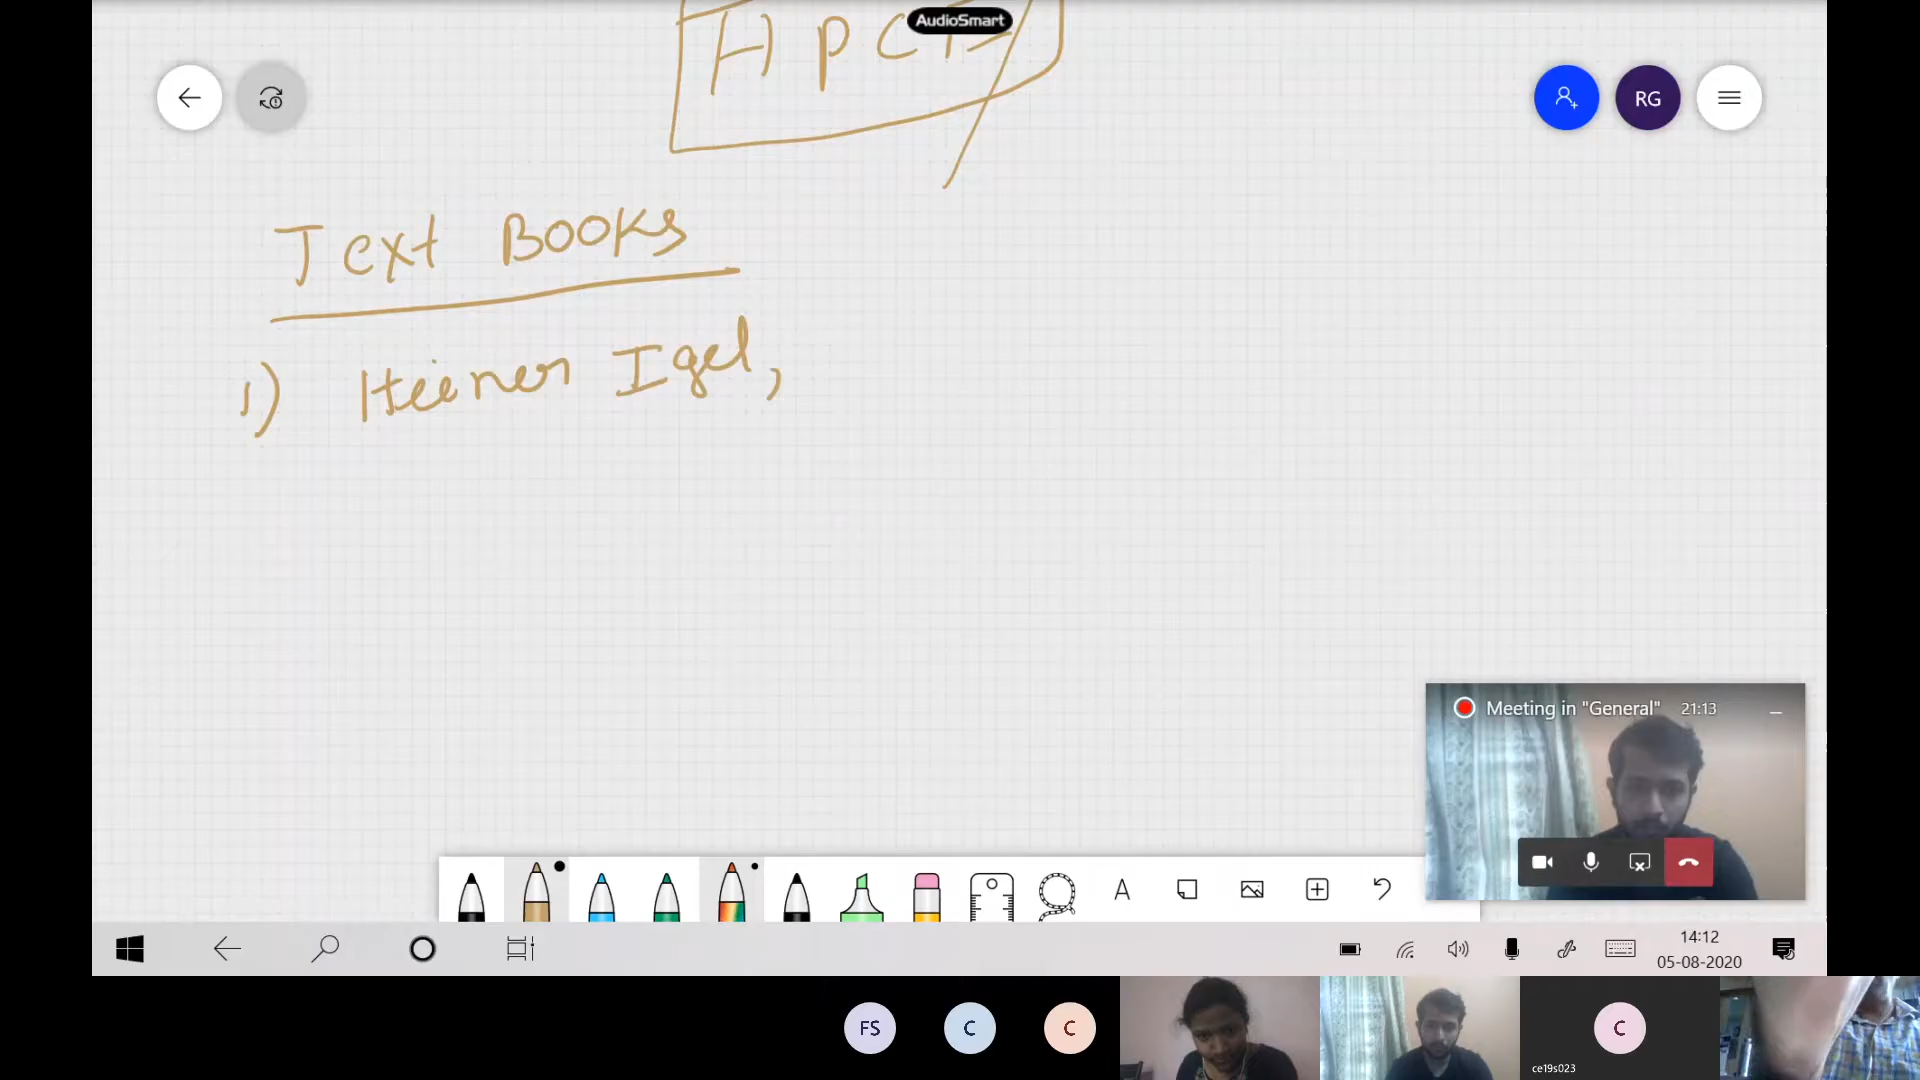 AudioSmart
RG
Text Books
1) Heiner Igel,
Meeting in "General" 21:13
A
14:12
05-08-2020
FS
C
C
C
ce19s023